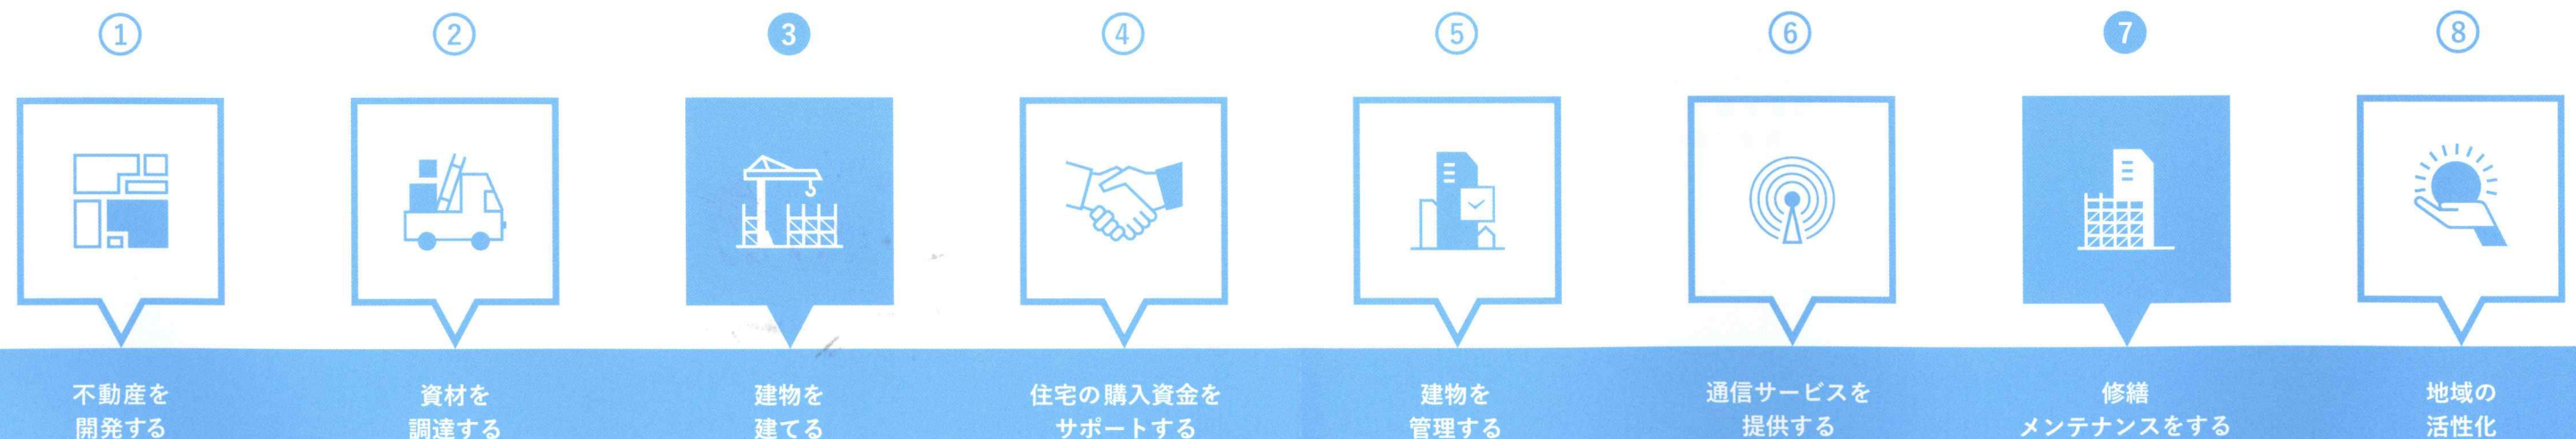 ① ② ❸ ④ ⑤ ⑥ ❼ ⑧
不動産を
開発する
資材を
調達する
建物を
建てる
住宅の購入資金を
サポートする
建物を
管理する
通信サービスを
提供する
修繕
メンテナンスをする
地域の
活性化